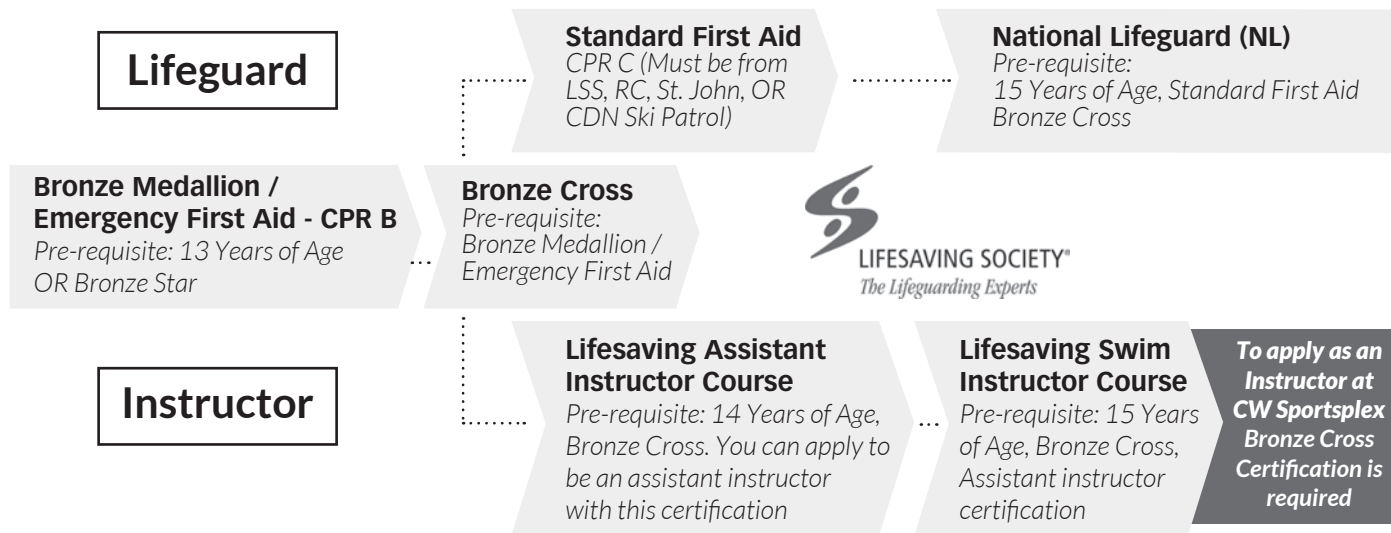 Lifeguard
Standard First Aid
CPR C (Must be from
LSS, RC, St. John, OR
CDN Ski Patrol)
National Lifeguard (NL)
Pre-requisite:
15 Years of Age, Standard First Aid
Bronze Cross
Bronze Medallion /
Emergency First Aid - CPR B
Pre-requisite: 13 Years of Age
OR Bronze Star
Bronze Cross
Pre-requisite:
Bronze Medallion /
Emergency First Aid
LIFESAVING SOCIETY®
The Lifeguarding Experts
Instructor
Lifesaving Assistant
Instructor Course
Pre-requisite: 14 Years of Age,
Bronze Cross. You can apply to
be an assistant instructor
with this certification
Lifesaving Swim
Instructor Course
Pre-requisite: 15 Years
of Age, Bronze Cross,
Assistant instructor
certification
To apply as an
Instructor at
CW Sportsplex
Bronze Cross
Certification is
required